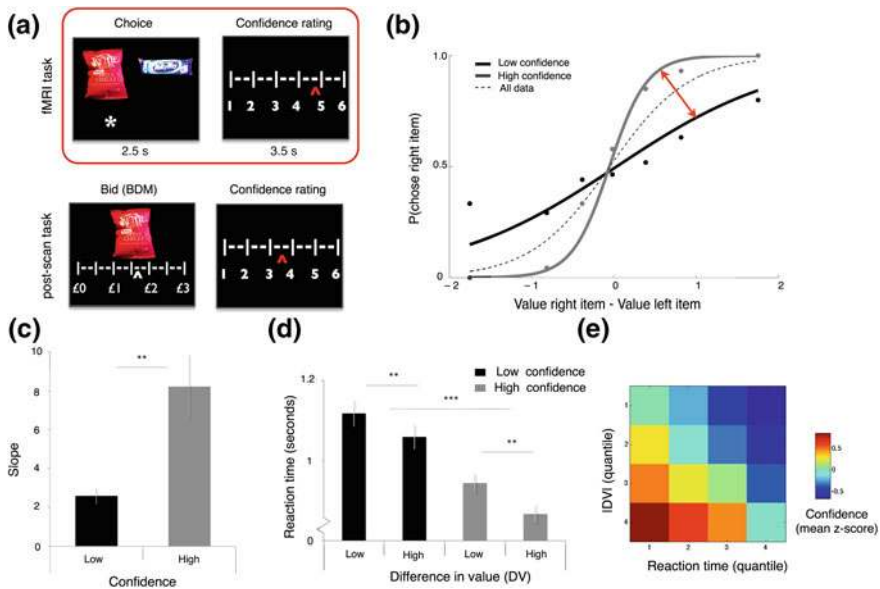 (a)
Choice
Confidence rating
fMRI task
*
1 2 3 4 5 6
2.5 s
3.5 s
Bid (BDM)
Confidence rating
post-scan task
£0 £1 £2 £3
1 2 3 4 5 6
(b)
Low confidence
High confidence
All data
P(chose right item)
1.0
0.5
0
−2 −1 0 1 2
Value right item - Value left item
(c)
**
Slope
10
8
6
4
2
0
Low High
Confidence
(d)
Low confidence
High confidence
**
***
**
Reaction time (seconds)
1.2
1
0
Low High Low High
Difference in value (DV)
(e)
IDVI (quantile)
1
2
3
4
1 2 3 4
Reaction time (quantile)
0.5
0
-0.5
Confidence
(mean z-score)